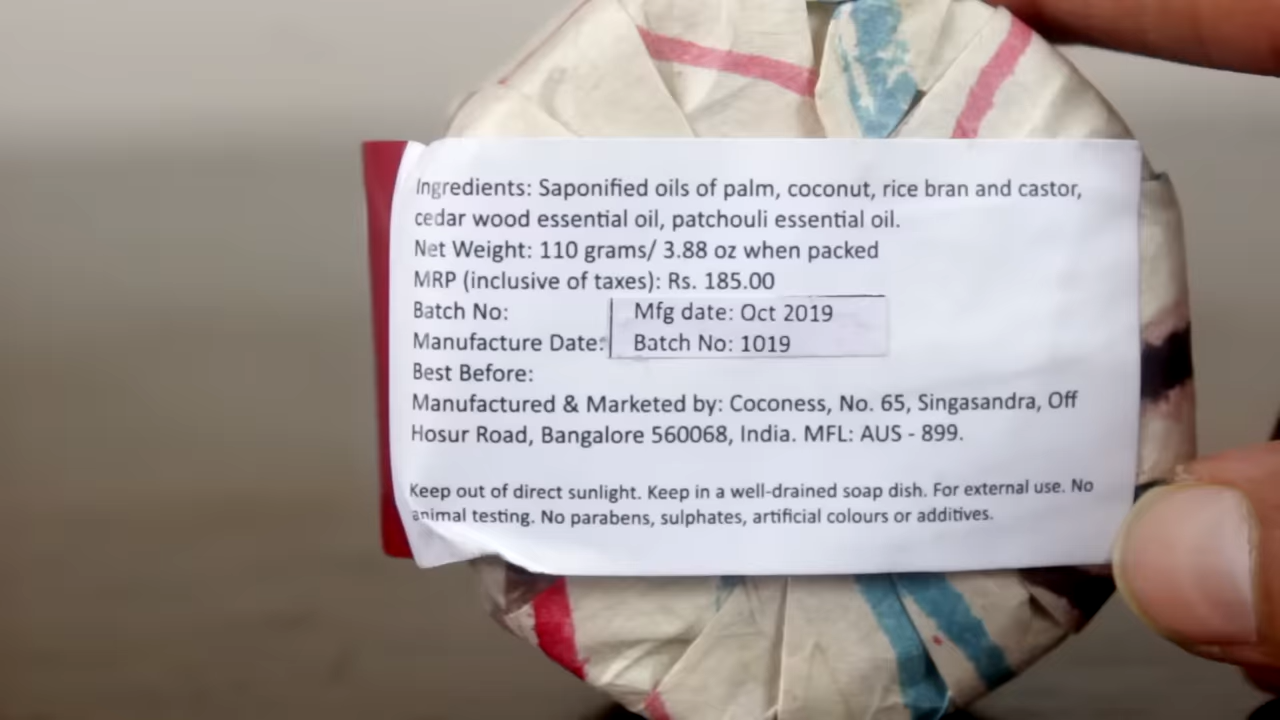 Ingredients: Saponified oils of palm, coconut, rice bran and castor,
cedar wood essential oil, patchouli essential oil.
Net Weight: 110 grams/ 3.88 oz when packed
MRP (inclusive of taxes): Rs. 185.00
Batch No: Mfg date: Oct 2019
Manufacture Date: Batch No: 1019
Best Before:
Manufactured & Marketed by: Coconess, No. 65, Singasandra, Off
Hosur Road, Bangalore 560068, India. MFL: AUS - 899.
Keep out of direct sunlight. Keep in a well-drained soap dish. For external use. No
animal testing. No parabens, sulphates, artificial colours or additives.